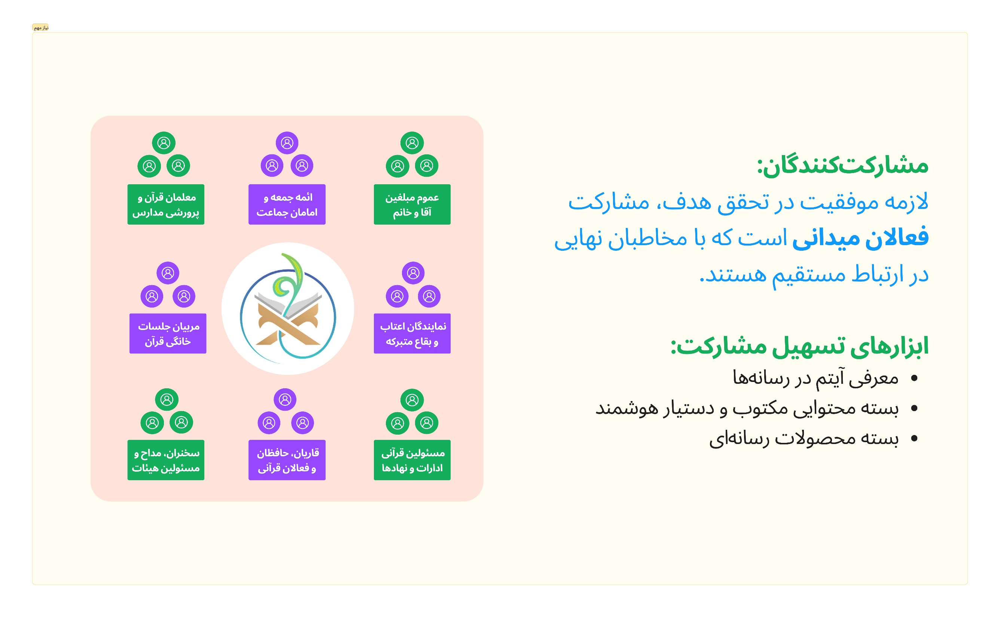 نیاز مهم
مشارکت‌کنندگان:
لازمه موفقیت در تحقق هدف، مشارکت
فعالان میدانی است که با مخاطبان نهایی
در ارتباط مستقیم هستند.
ابزارهای تسهیل مشارکت:
• معرفی آیتم در رسانه‌ها
• بسته محتوایی مکتوب و دستیار هوشمند
• بسته محصولات رسانه‌ای
عموم مبلغین
آقا و خانم
ائمه جمعه و
امامان جماعت
معلمان قرآن و
پرورشی مدارس
نمایندگان اعتاب
و بقاع متبرکه
مربیان جلسات
خانگی قرآن
مسئولین قرآنی
ادارات و نهادها
قاریان، حافظان
و فعالان قرآنی
سخنران، مداح و
مسئولین هیئات